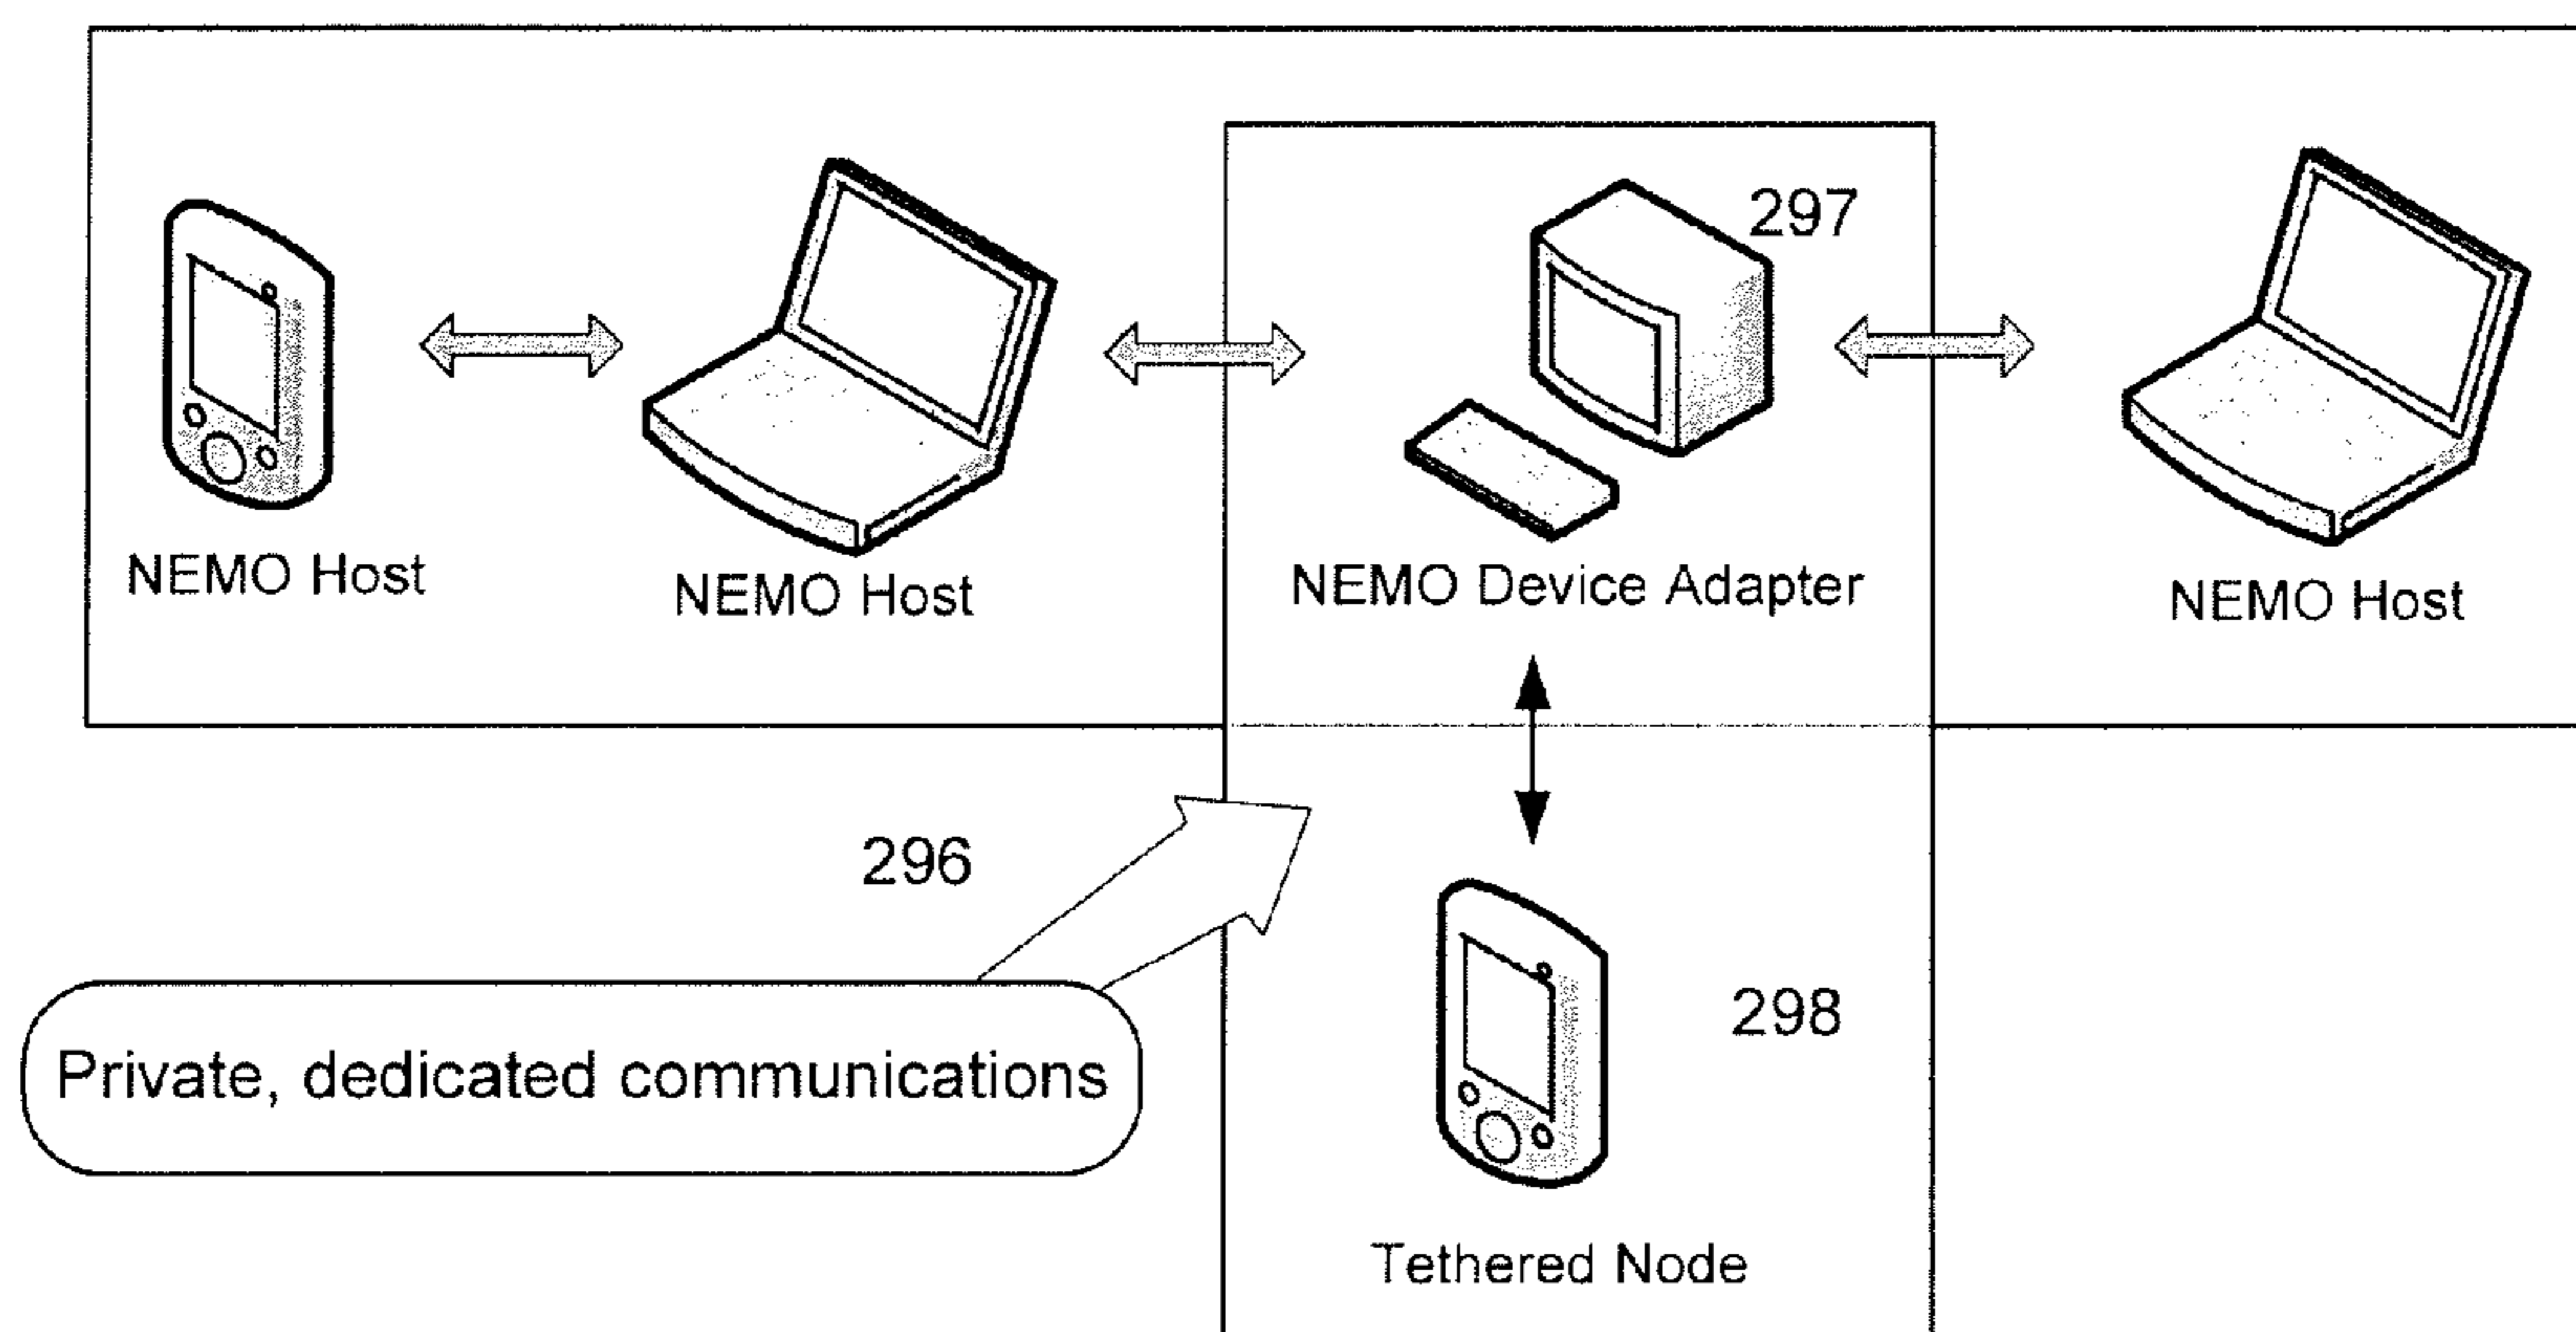 297
NEMO Host
NEMO Host
NEMO Device Adapter
NEMO Host
296
298
Private, dedicated communications
Tethered Node